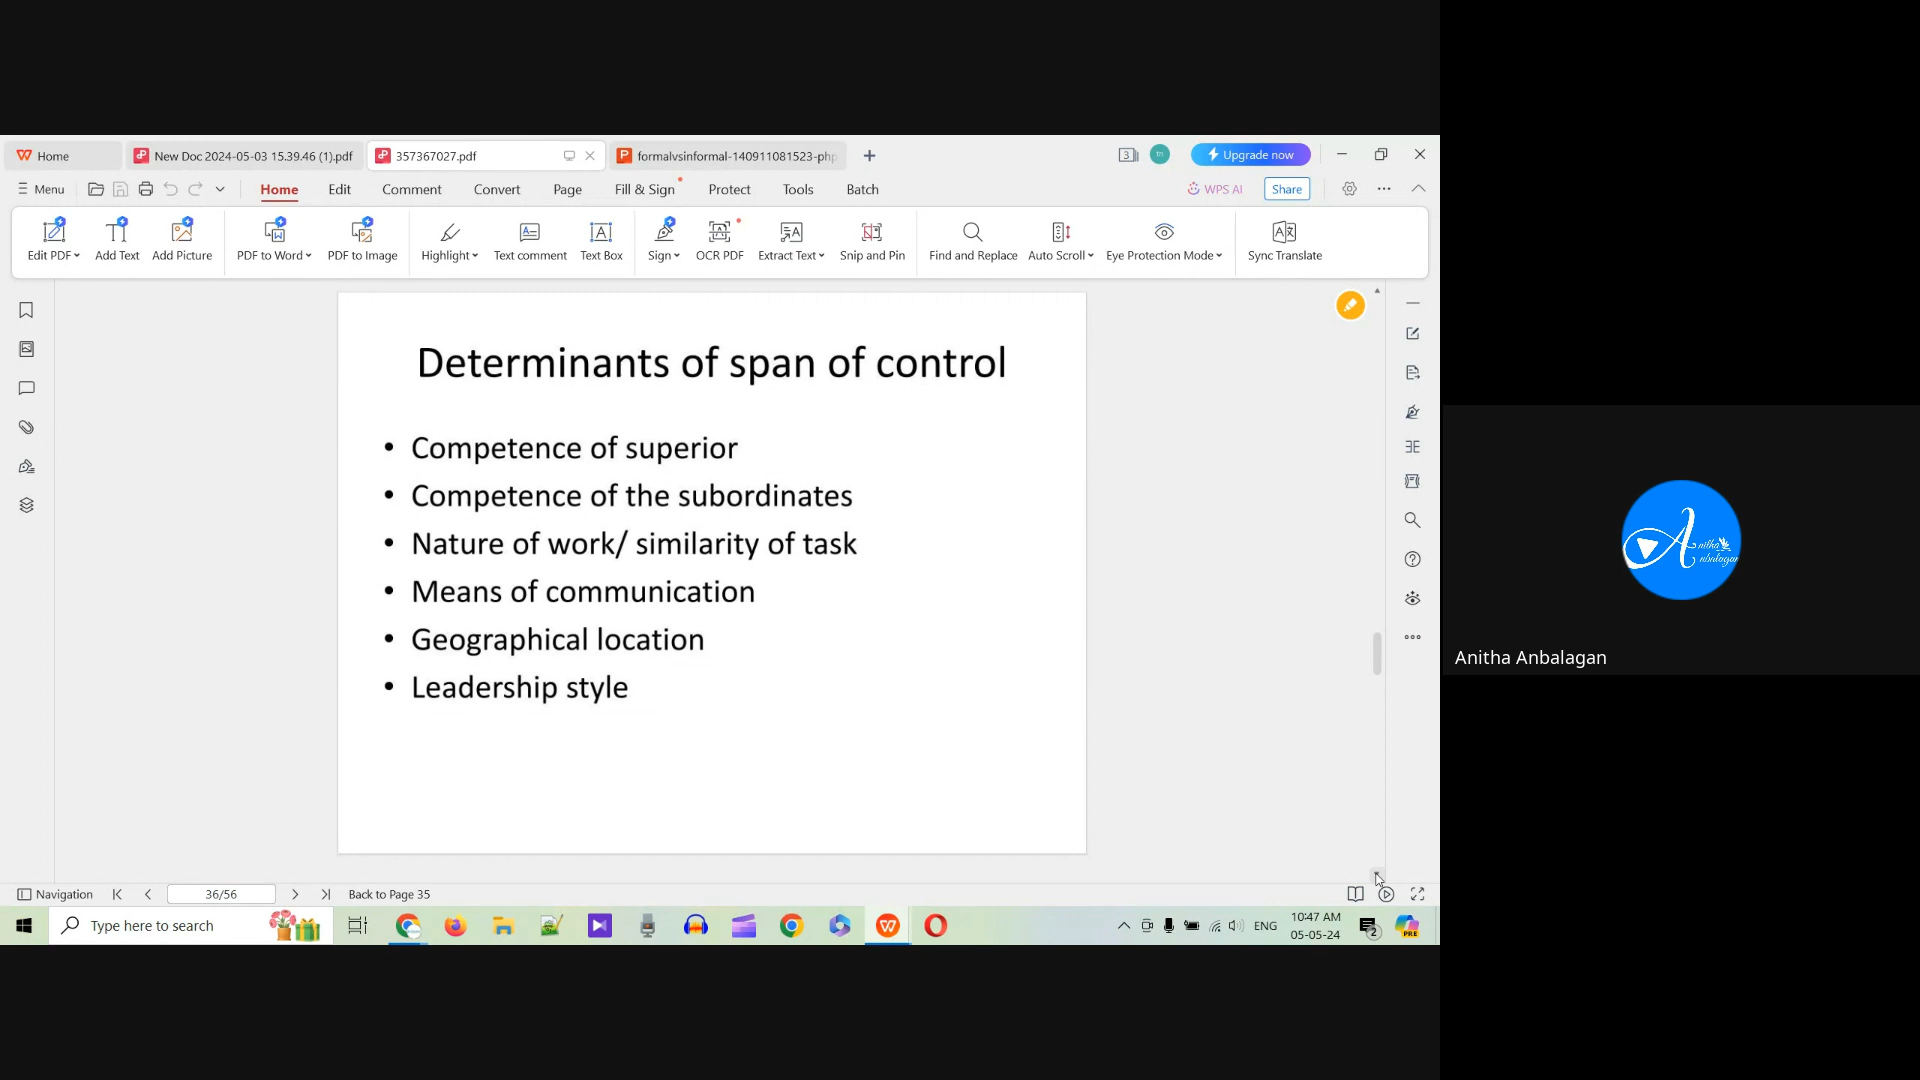 Home
New Doc 2024-05-03 15.39.46 (1).pdf
357367027.pdf
formalvsinformal-140911081523-php
3
Upgrade now
Menu
Home
Edit
Comment
Convert
Page
Fill & Sign
Protect
Tools
Batch
WPS AI
Share
Edit PDF
Add Text
Add Picture
PDF to Word
PDF to Image
Highlight
Text comment
Text Box
Sign
OCR PDF
Extract Text
Snip and Pin
Find and Replace
Auto Scroll
Eye Protection Mode
Sync Translate
Determinants of span of control
• Competence of superior
• Competence of the subordinates
• Nature of work/ similarity of task
• Means of communication
• Geographical location
• Leadership style
Anitha Anbalagan
Navigation
36/56
Back to Page 35
Type here to search
ENG
10:47 AM
05-05-24
2
PRE